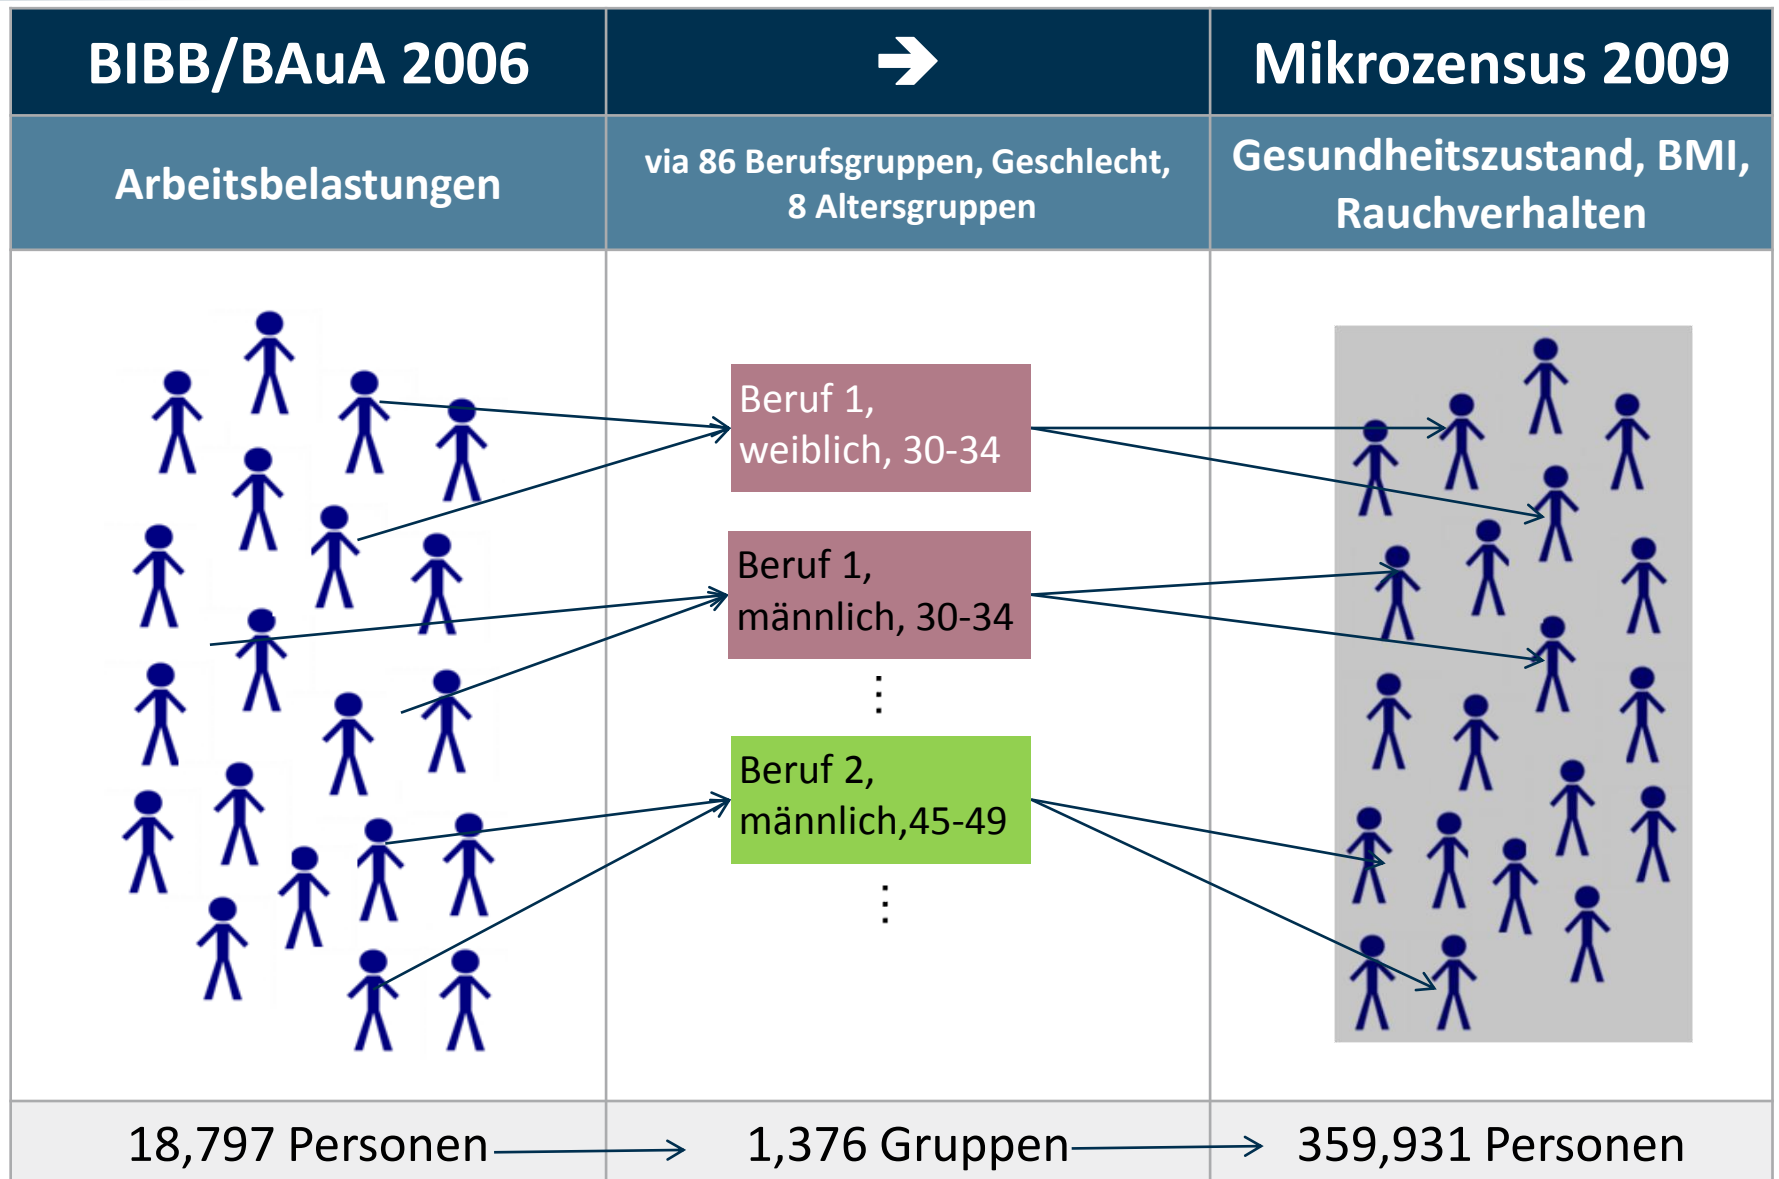 BIBB/BAuA 2006
➔
Mikrozensus 2009
Arbeitsbelastungen
via 86 Berufsgruppen, Geschlecht,
8 Altersgruppen
Gesundheitszustand, BMI,
Rauchverhalten
Beruf 1,
weiblich, 30-34
Beruf 1,
männlich, 30-34
⋮
Beruf 2,
männlich,45-49
⋮
18,797 Personen
1,376 Gruppen
359,931 Personen